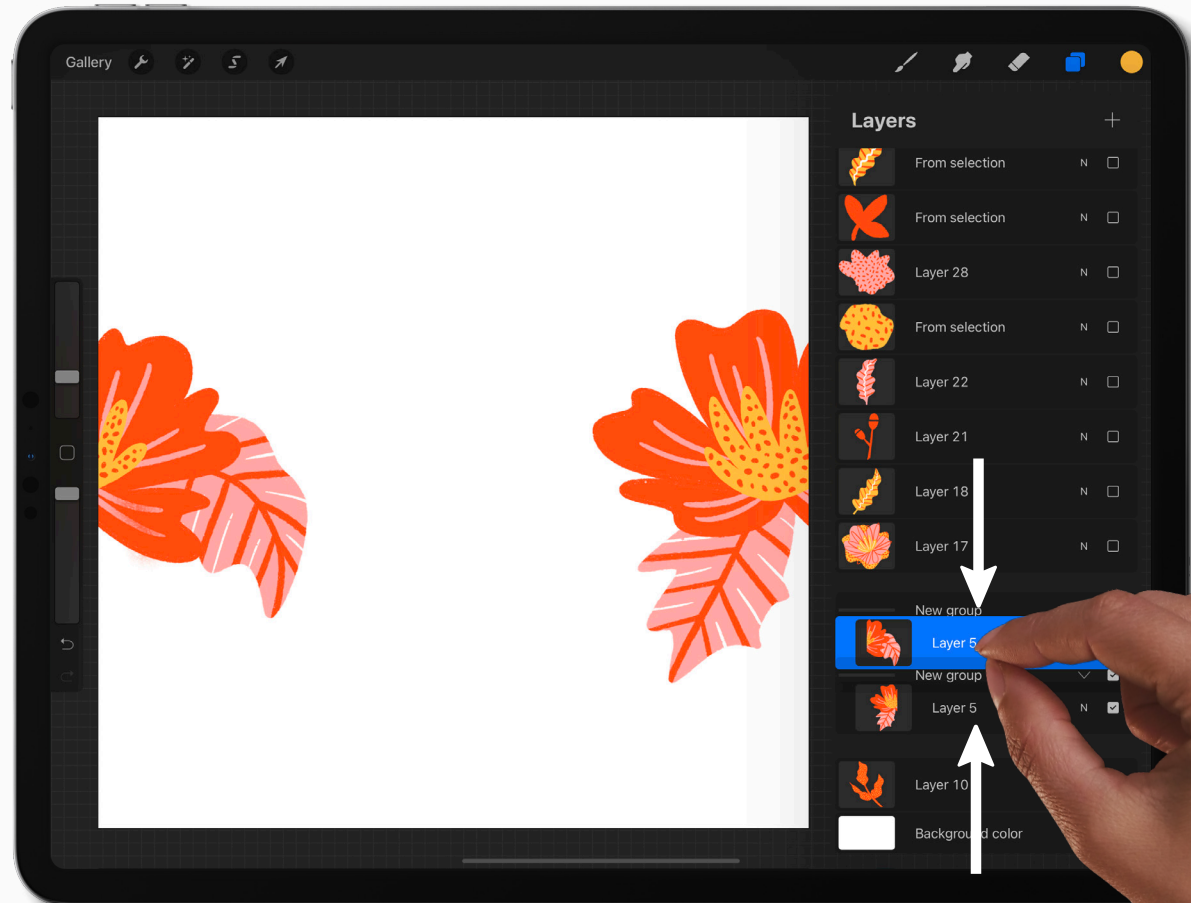 Gallery
Layers
From selection N
From selection N
Layer 28 N
From selection N
Layer 22 N
Layer 21 N
Layer 18 N
Layer 17 N
New group
Layer 5
New group
Layer 5 N
Layer 10
Background color